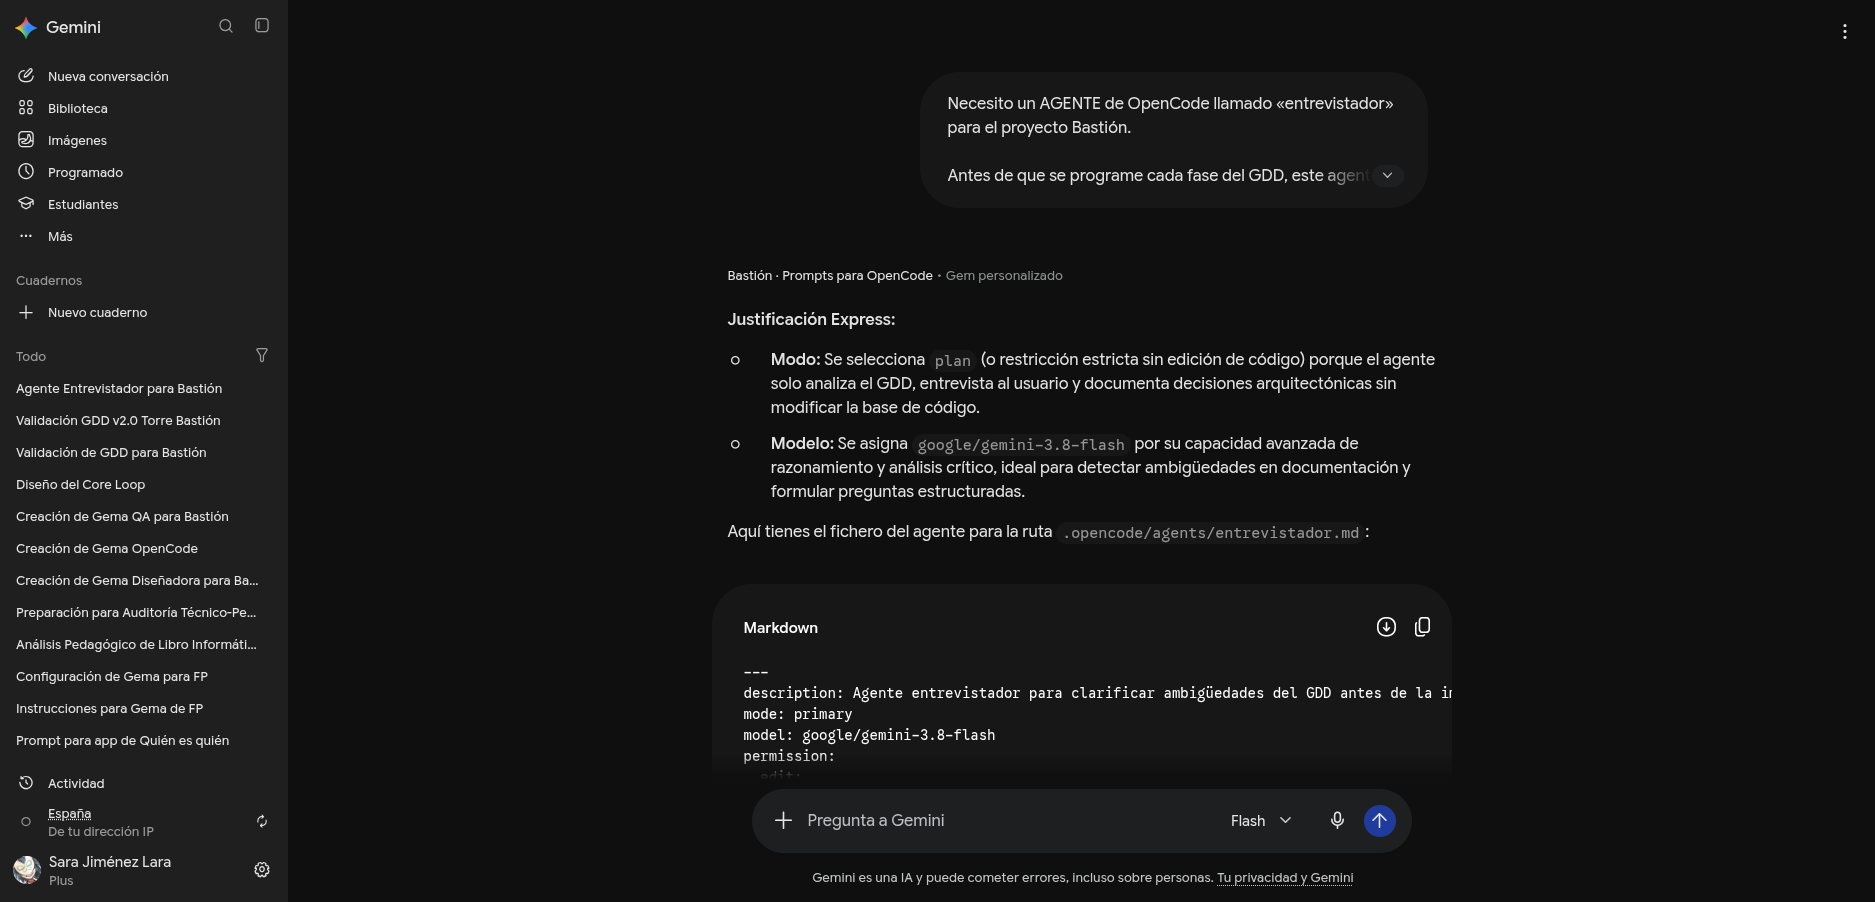 Gemini
Nueva conversación
Biblioteca
Imágenes
Programado
Estudiantes
Más
Cuadernos
Nuevo cuaderno
Todo
Agente Entrevistador para Bastión
Validación GDD v2.0 Torre Bastión
Validación de GDD para Bastión
Diseño del Core Loop
Creación de Gema QA para Bastión
Creación de Gema OpenCode
Creación de Gema Diseñadora para Ba...
Preparación para Auditoría Técnico-Pe...
Análisis Pedagógico de Libro Informáti...
Configuración de Gema para FP
Instrucciones para Gema de FP
Prompt para app de Quién es quién
Actividad
España
De tu dirección IP
Sara Jiménez Lara
Plus
Necesito un AGENTE de OpenCode llamado «entrevistador»
para el proyecto Bastión.
Antes de que se programe cada fase del GDD, este agent
Bastión · Prompts para OpenCode • Gem personalizado
Justificación Express:
Modo: Se selecciona plan (o restricción estricta sin edición de código) porque el agente
solo analiza el GDD, entrevista al usuario y documenta decisiones arquitectónicas sin
modificar la base de código.
Modelo: Se asigna google/gemini-3.8-flash por su capacidad avanzada de
razonamiento y análisis crítico, ideal para detectar ambigüedades en documentación y
formular preguntas estructuradas.
Aquí tienes el fichero del agente para la ruta .opencode/agents/entrevistador.md :
Markdown
---
description: Agente entrevistador para clarificar ambigüedades del GDD antes de la i
mode: primary
model: google/gemini-3.8-flash
permission:
edit:
Pregunta a Gemini
Flash
Gemini es una IA y puede cometer errores, incluso sobre personas. Tu privacidad y Gemini